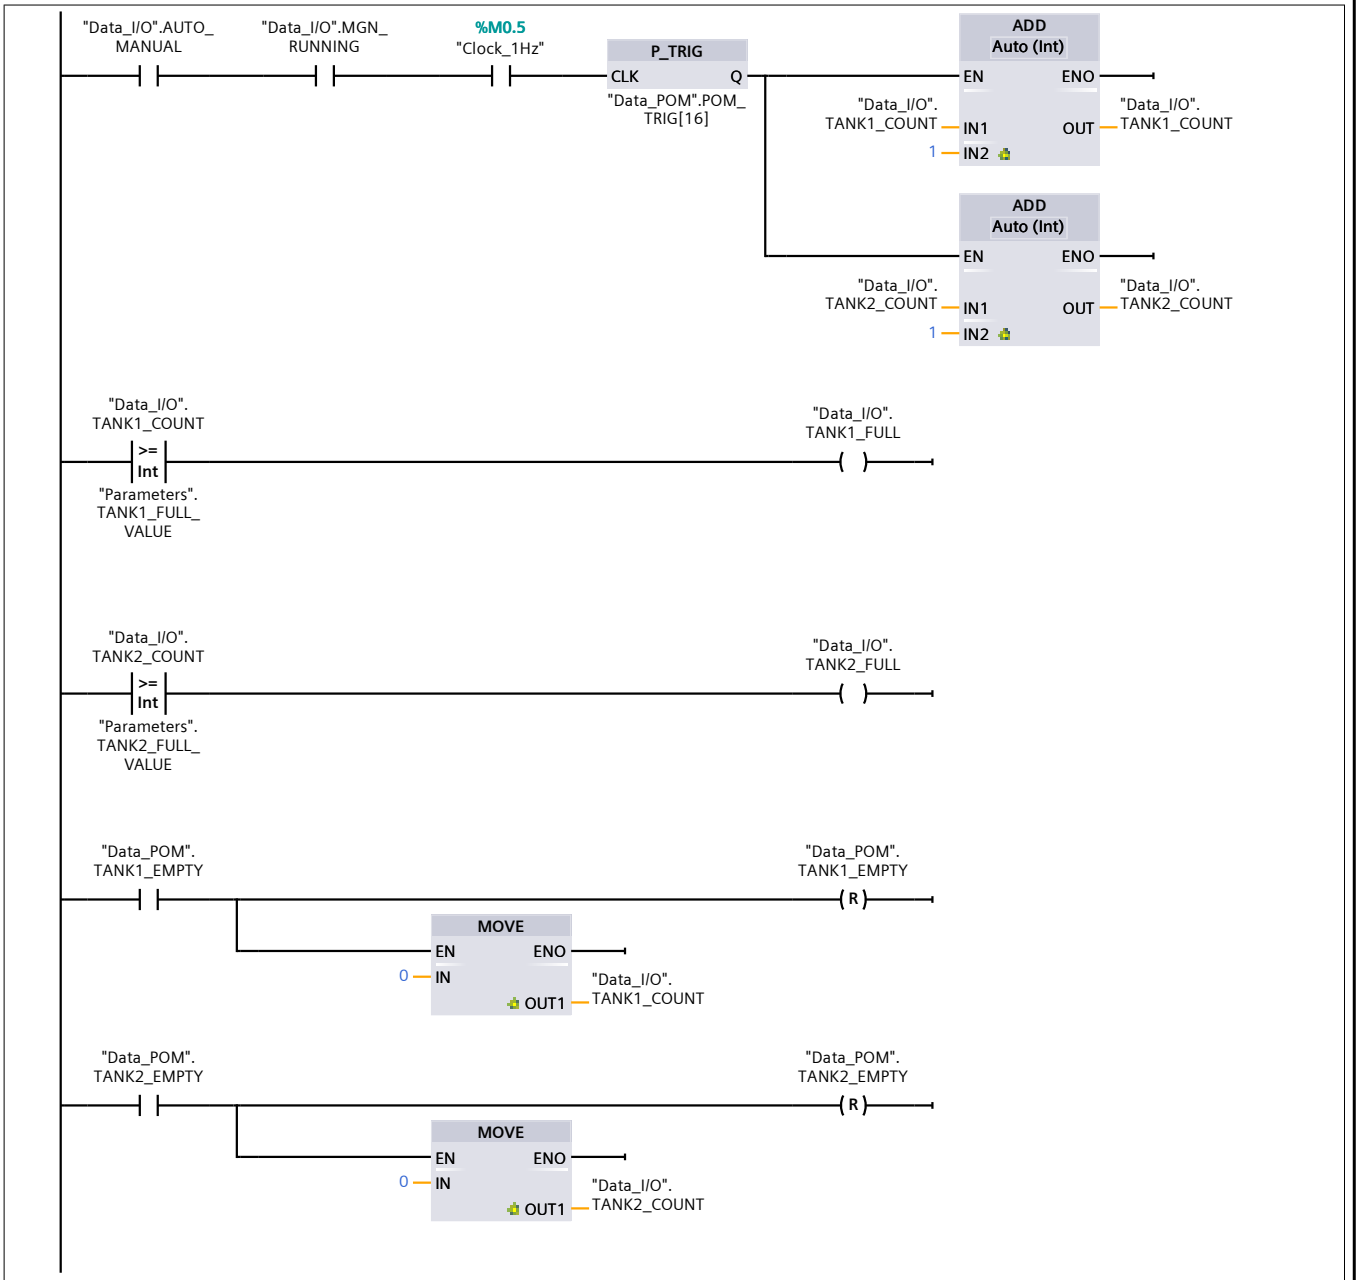 "Data_I/O".AUTO_
MANUAL
"Data_I/O".MGN_
RUNNING
%M0.5
"Clock_1Hz"
P_TRIG
CLK Q
"Data_POM".POM_
TRIG[16]
ADD
Auto (Int)
EN ENO
"Data_I/O".
TANK1_COUNT
IN1
OUT
"Data_I/O".
TANK1_COUNT
1
IN2
ADD
Auto (Int)
EN ENO
"Data_I/O".
TANK2_COUNT
IN1
OUT
"Data_I/O".
TANK2_COUNT
1
IN2
"Data_I/O".
TANK1_COUNT
>=
Int
"Parameters".
TANK1_FULL_
VALUE
"Data_I/O".
TANK1_FULL
"Data_I/O".
TANK2_COUNT
>=
Int
"Parameters".
TANK2_FULL_
VALUE
"Data_I/O".
TANK2_FULL
"Data_POM".
TANK1_EMPTY
"Data_POM".
TANK1_EMPTY
R
MOVE
EN ENO
0
IN
OUT1
"Data_I/O".
TANK1_COUNT
"Data_POM".
TANK2_EMPTY
"Data_POM".
TANK2_EMPTY
R
MOVE
EN ENO
0
IN
OUT1
"Data_I/O".
TANK2_COUNT